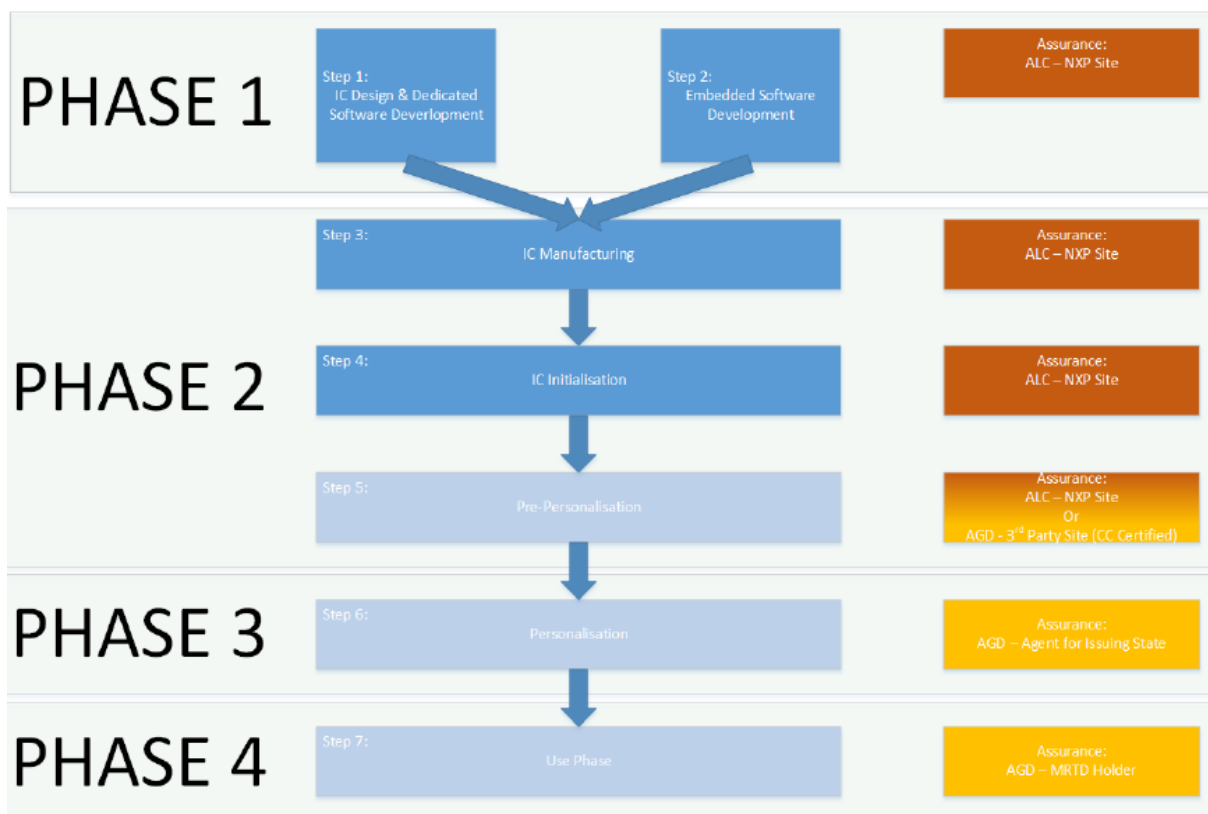 PHASE 1
Step 1:
IC Design & Dedicated
Software Deverlopment
Step 2:
Embedded Software
Development
Assurance:
ALC – NXP Site
PHASE 2
Step 3:
IC Manufacturing
Assurance:
ALC – NXP Site
Step 4:
IC Initialisation
Assurance:
ALC – NXP Site
Step 5:
Pre-Personalisation
Assurance:
ALC – NXP Site
Or
AGD - 3rd Party Site (CC Certified)
PHASE 3
Step 6:
Personalisation
Assurance:
AGD – Agent for Issuing State
PHASE 4
Step 7:
Use Phase
Assurance:
AGD – MRTD Holder